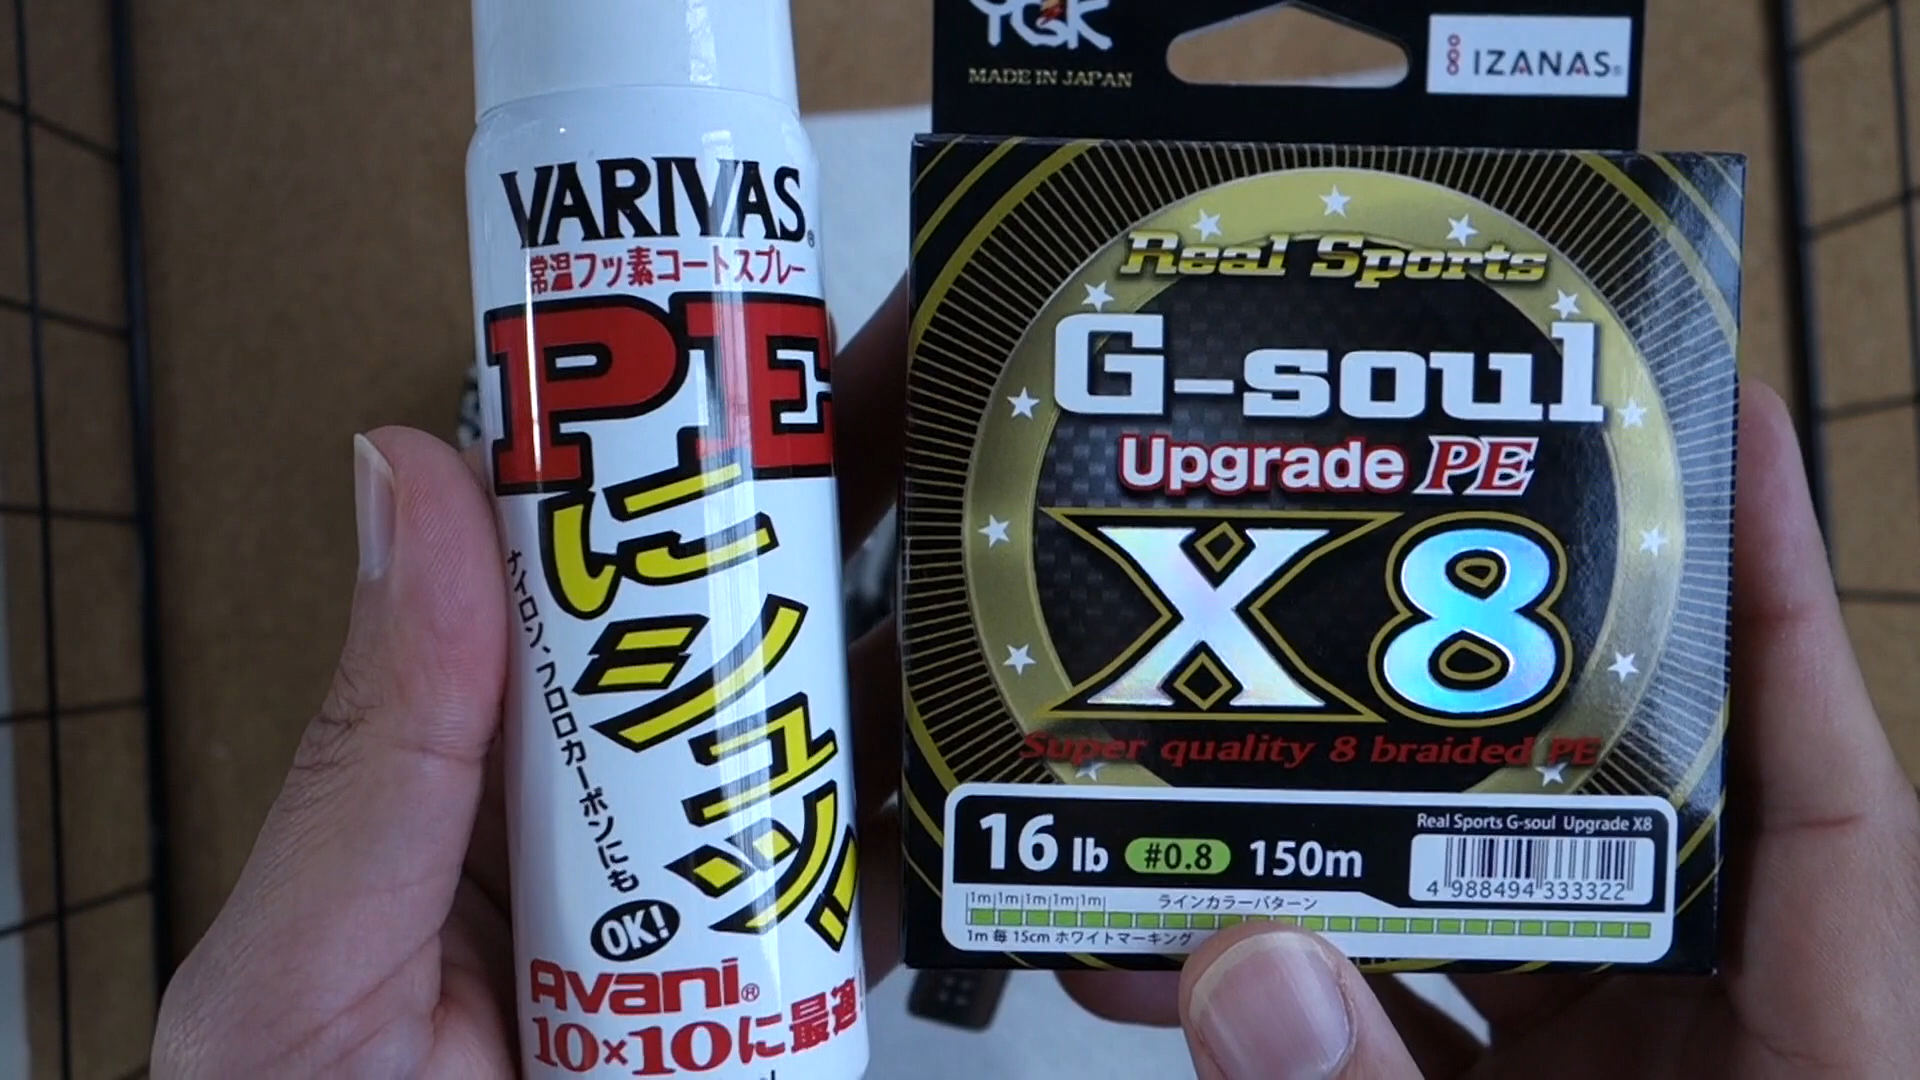 VARIVAS®
常温フッ素コートスプレー
PE
にシュッ!!
ナイロン、フロロカーボンにも
OK!
Avani®
10×10に最適!
YGK
MADE IN JAPAN
IZANAS®
Real Sports
G-soul
Upgrade PE
X8
Super quality 8 braided PE
16 lb #0.8 150m
Real Sports G-soul Upgrade X8
4 988494 333322
1m 1m 1m 1m 1m
ラインカラーパターン
1m 毎 15cm ホワイトマーキング